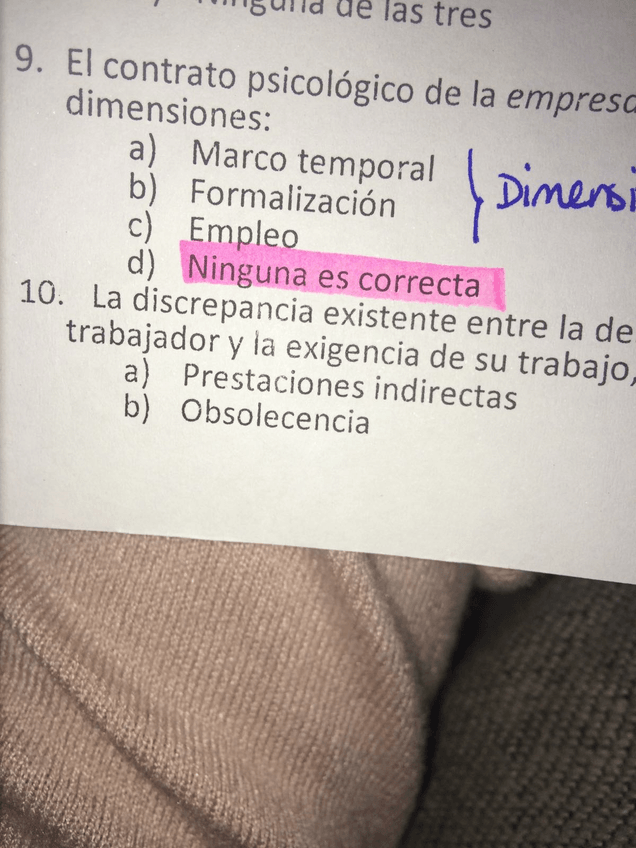 Ninguna de las tres
9. El contrato psicológico de la empresa
dimensiones:
a) Marco temporal
b) Formalización
c) Empleo
d) Ninguna es correcta
Dimensi
10. La discrepancia existente entre la de
trabajador y la exigencia de su trabajo,
a) Prestaciones indirectas
b) Obsolecencia